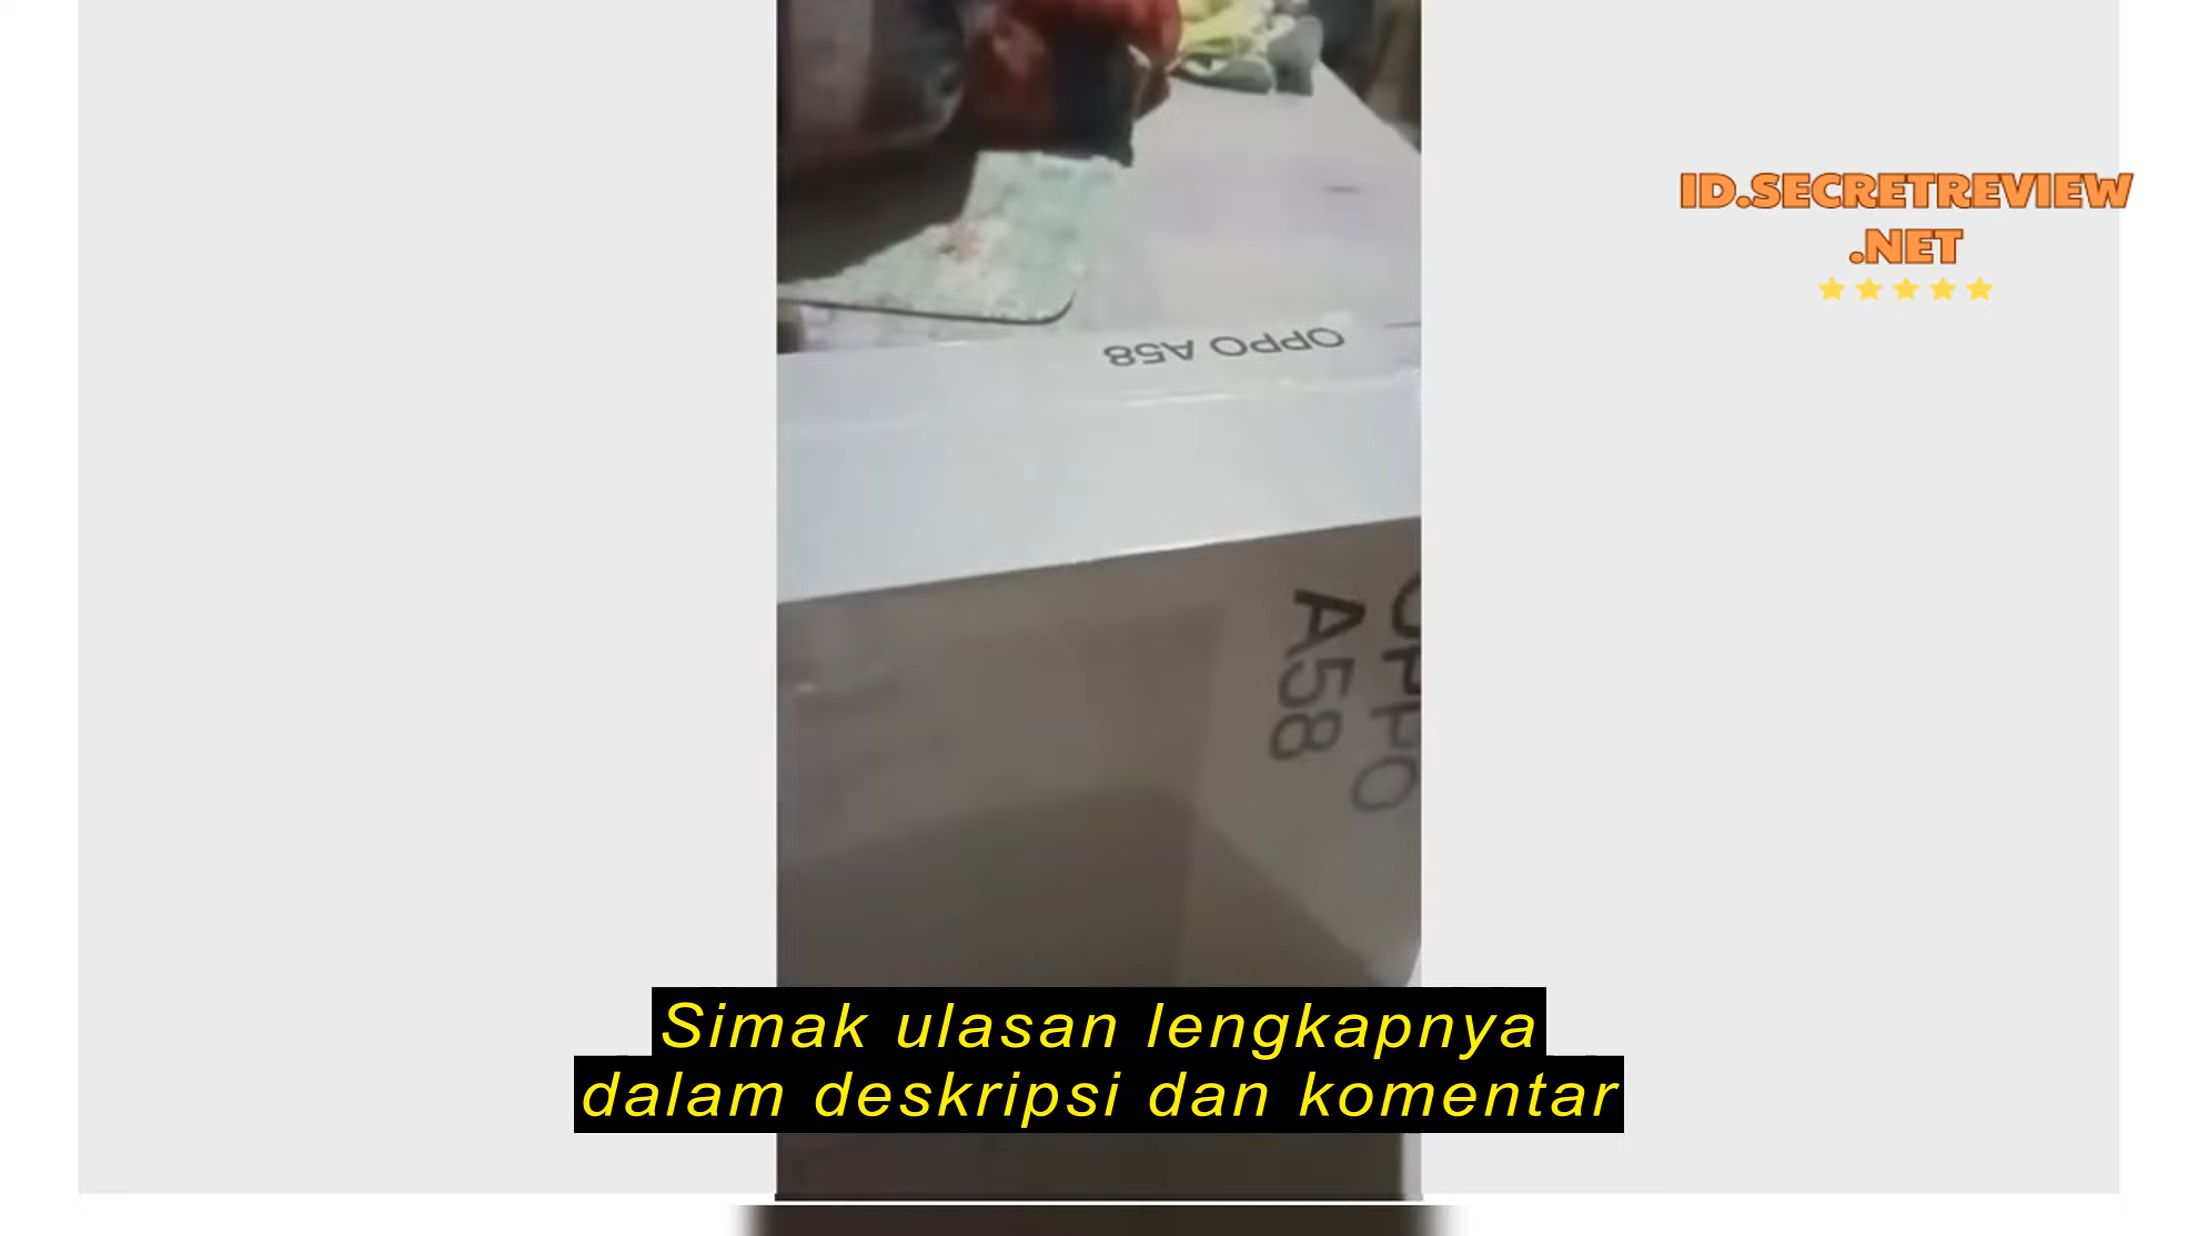 ID.SECRETREVIEW
.NET
OPPO A58
OPPO
A58
Simak ulasan lengkapnya
dalam deskripsi dan komentar